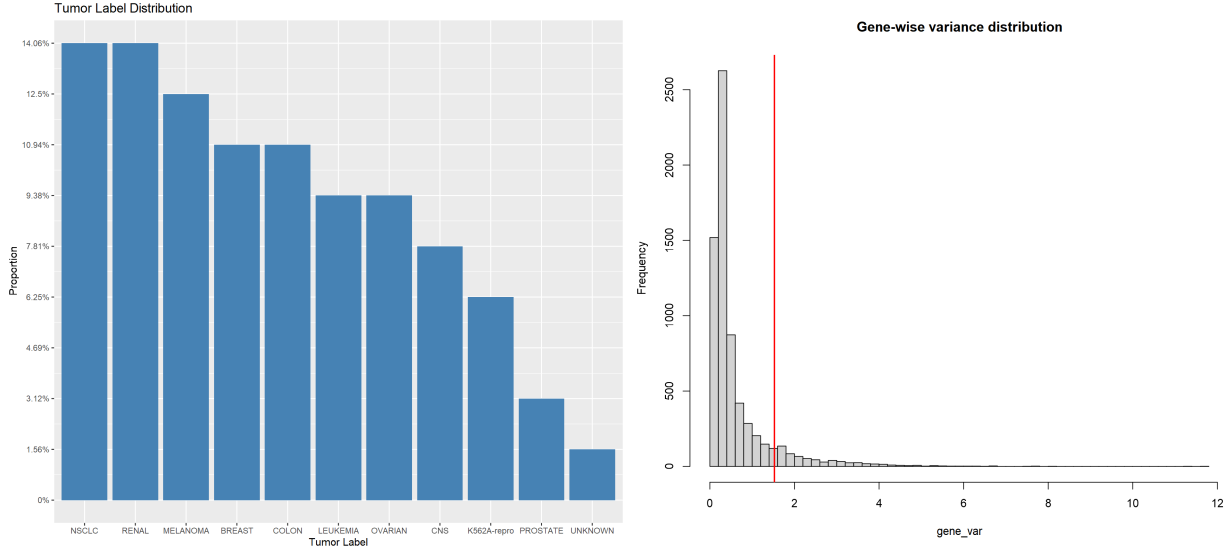 Tumor Label Distribution
14.06%
12.5%
10.94%
9.38%
7.81%
6.25%
4.69%
3.12%
1.56%
0%
Proportion
NSCLC RENAL MELANOMA BREAST COLON LEUKEMIA OVARIAN CNS K562A-repro PROSTATE UNKNOWN
Tumor Label
Gene-wise variance distribution
2500
2000
1500
1000
500
0
Frequency
0 2 4 6 8 10 12
gene_var